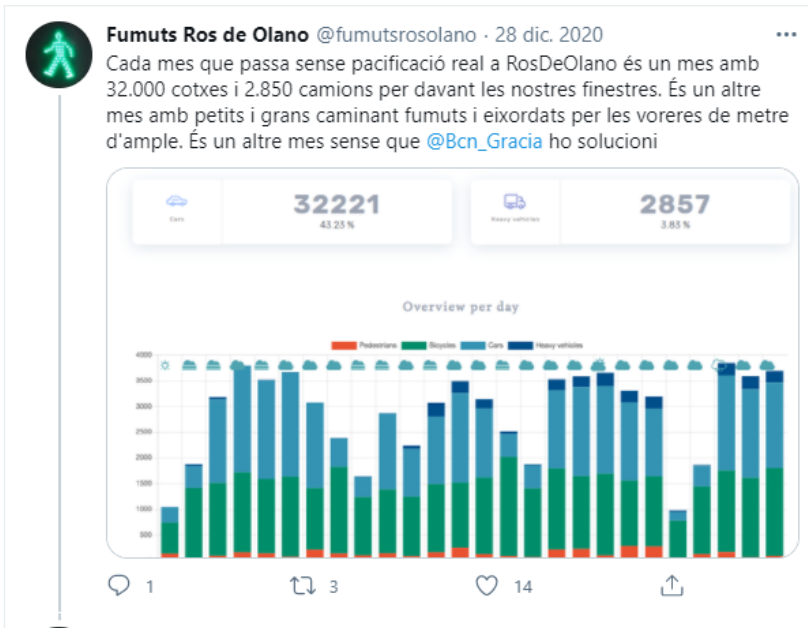 Fumuts Ros de Olano @fumutsrosolano · 28 dic. 2020
Cada mes que passa sense pacificació real a RosDeOlano és un mes amb
32.000 cotxes i 2.850 camions per davant les nostres finestres. És un altre
mes amb petits i grans caminant fumuts i eixordats per les voreres de metre
d'ample. És un altre mes sense que @Bcn_Gracia ho solucioni
32221
Cars
43.23 %
2857
Heavy vehicles
3.83 %
Overview per day
Pedestrians Bicycles Cars Heavy vehicles
4000
3500
3000
2500
2000
1500
1000
500
1 3 14